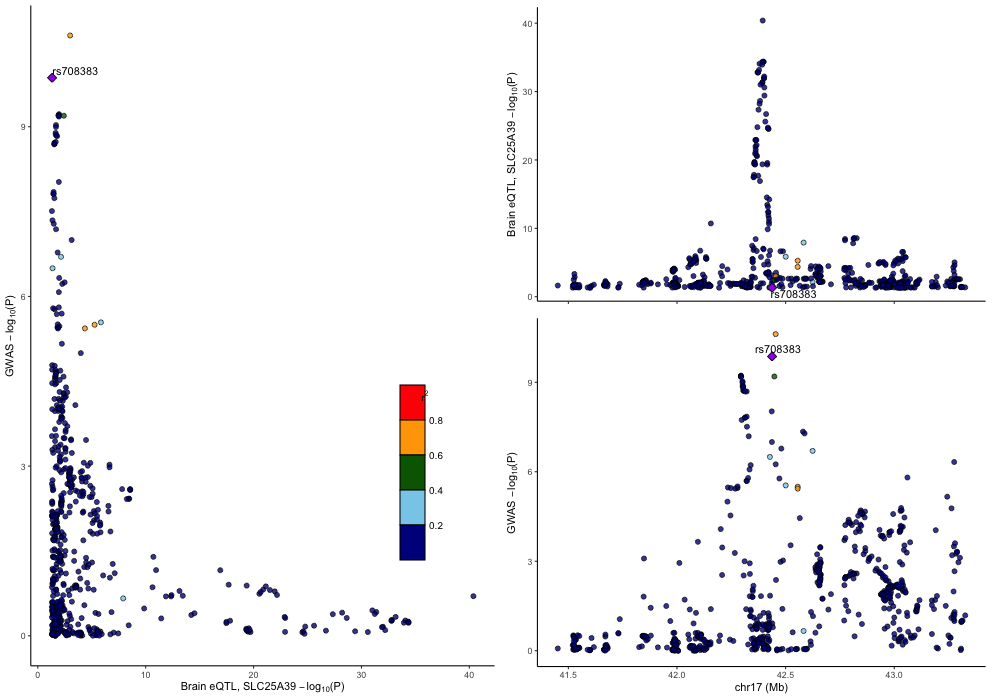 GWAS −log10(P)
9
6
3
0
rs708383
r2
0.8
0.6
0.4
0.2
0 10 20 30 40
Brain eQTL, SLC25A39 −log10(P)
Brain eQTL, SLC25A39 −log10(P)
40
30
20
10
0
rs708383
GWAS −log10(P)
9
6
3
0
rs708383
41.5 42.0 42.5 43.0
chr17 (Mb)